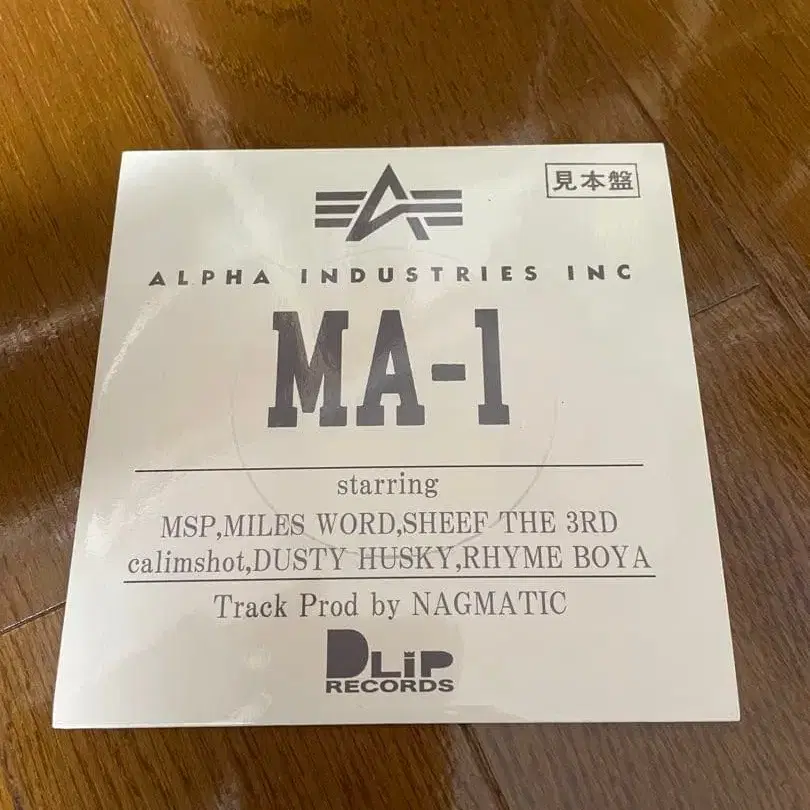 見本盤
ALPHA INDUSTRIES INC
MA-1
starring
MSP,MILES WORD,SHEEF THE 3RD
calimshot,DUSTY HUSKY,RHYME BOYA
Track Prod by NAGMATIC
DLiP
RECORDS